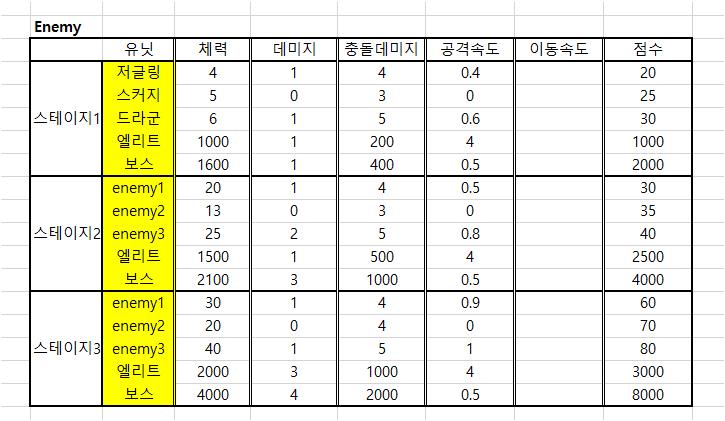 Enemy
유닛 체력 데미지 충돌데미지 공격속도 이동속도 점수
저글링 4 1 4 0.4 20
스커지 5 0 3 0 25
스테이지1 드라군 6 1 5 0.6 30
엘리트 1000 1 200 4 1000
보스 1600 1 400 0.5 2000
enemy1 20 1 4 0.5 30
enemy2 13 0 3 0 35
스테이지2 enemy3 25 2 5 0.8 40
엘리트 1500 1 500 4 2500
보스 2100 3 1000 0.5 4000
enemy1 30 1 4 0.9 60
enemy2 20 0 4 0 70
스테이지3 enemy3 40 1 5 1 80
엘리트 2000 3 1000 4 3000
보스 4000 4 2000 0.5 8000